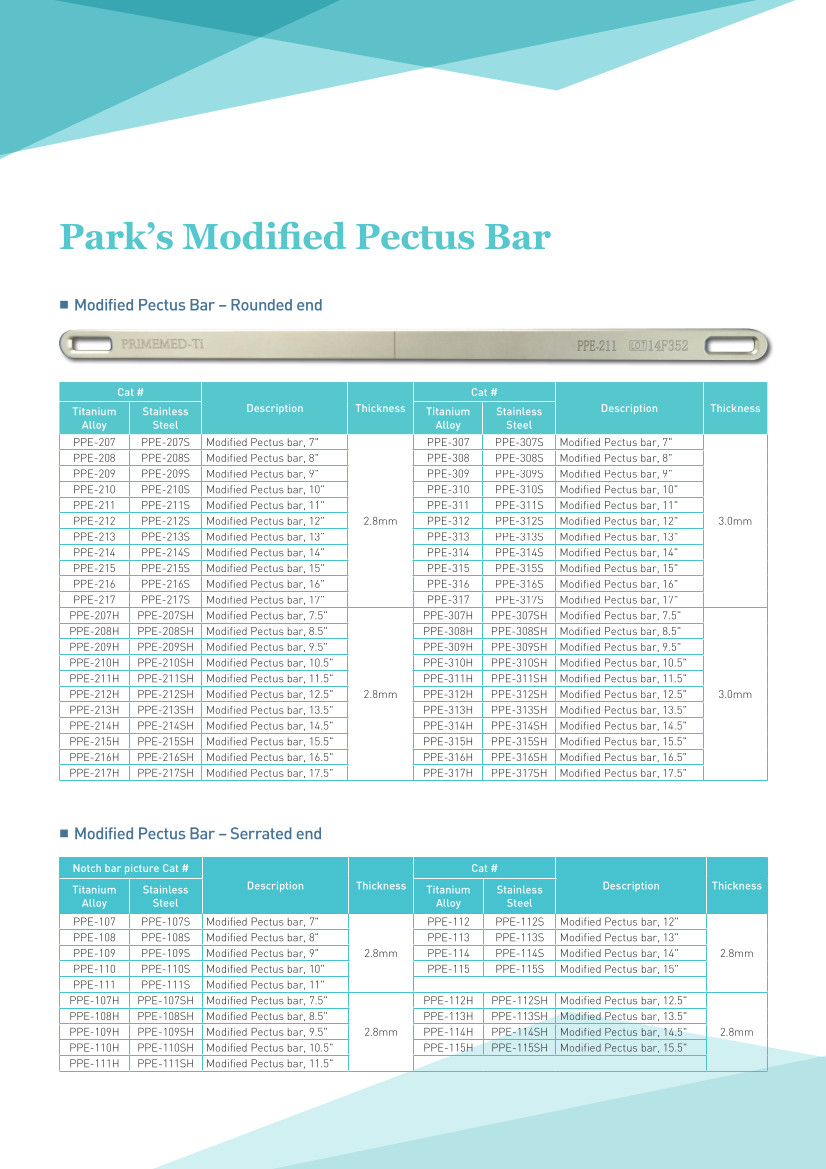 Park’s Modified Pectus Bar
■ Modified Pectus Bar – Rounded end
PRIMEMED-Ti PPE-211 LOT 14F352
Cat # Description Thickness Cat # Description Thickness
Titanium Alloy Stainless Steel Titanium Alloy Stainless Steel
PPE-207 PPE-207S Modified Pectus bar, 7" PPE-307 PPE-307S Modified Pectus bar, 7"
PPE-208 PPE-208S Modified Pectus bar, 8" PPE-308 PPE-308S Modified Pectus bar, 8"
PPE-209 PPE-209S Modified Pectus bar, 9" PPE-309 PPE-309S Modified Pectus bar, 9"
PPE-210 PPE-210S Modified Pectus bar, 10" PPE-310 PPE-310S Modified Pectus bar, 10"
PPE-211 PPE-211S Modified Pectus bar, 11" PPE-311 PPE-311S Modified Pectus bar, 11"
PPE-212 PPE-212S Modified Pectus bar, 12" 2.8mm PPE-312 PPE-312S Modified Pectus bar, 12" 3.0mm
PPE-213 PPE-213S Modified Pectus bar, 13" PPE-313 PPE-313S Modified Pectus bar, 13"
PPE-214 PPE-214S Modified Pectus bar, 14" PPE-314 PPE-314S Modified Pectus bar, 14"
PPE-215 PPE-215S Modified Pectus bar, 15" PPE-315 PPE-315S Modified Pectus bar, 15"
PPE-216 PPE-216S Modified Pectus bar, 16" PPE-316 PPE-316S Modified Pectus bar, 16"
PPE-217 PPE-217S Modified Pectus bar, 17" PPE-317 PPE-317S Modified Pectus bar, 17"
PPE-207H PPE-207SH Modified Pectus bar, 7.5" PPE-307H PPE-307SH Modified Pectus bar, 7.5"
PPE-208H PPE-208SH Modified Pectus bar, 8.5" PPE-308H PPE-308SH Modified Pectus bar, 8.5"
PPE-209H PPE-209SH Modified Pectus bar, 9.5" PPE-309H PPE-309SH Modified Pectus bar, 9.5"
PPE-210H PPE-210SH Modified Pectus bar, 10.5" PPE-310H PPE-310SH Modified Pectus bar, 10.5"
PPE-211H PPE-211SH Modified Pectus bar, 11.5" PPE-311H PPE-311SH Modified Pectus bar, 11.5"
PPE-212H PPE-212SH Modified Pectus bar, 12.5" 2.8mm PPE-312H PPE-312SH Modified Pectus bar, 12.5" 3.0mm
PPE-213H PPE-213SH Modified Pectus bar, 13.5" PPE-313H PPE-313SH Modified Pectus bar, 13.5"
PPE-214H PPE-214SH Modified Pectus bar, 14.5" PPE-314H PPE-314SH Modified Pectus bar, 14.5"
PPE-215H PPE-215SH Modified Pectus bar, 15.5" PPE-315H PPE-315SH Modified Pectus bar, 15.5"
PPE-216H PPE-216SH Modified Pectus bar, 16.5" PPE-316H PPE-316SH Modified Pectus bar, 16.5"
PPE-217H PPE-217SH Modified Pectus bar, 17.5" PPE-317H PPE-317SH Modified Pectus bar, 17.5"
■ Modified Pectus Bar – Serrated end
Notch bar picture Cat # Description Thickness Cat # Description Thickness
Titanium Alloy Stainless Steel Titanium Alloy Stainless Steel
PPE-107 PPE-107S Modified Pectus bar, 7" PPE-112 PPE-112S Modified Pectus bar, 12"
PPE-108 PPE-108S Modified Pectus bar, 8" PPE-113 PPE-113S Modified Pectus bar, 13"
PPE-109 PPE-109S Modified Pectus bar, 9" 2.8mm PPE-114 PPE-114S Modified Pectus bar, 14" 2.8mm
PPE-110 PPE-110S Modified Pectus bar, 10" PPE-115 PPE-115S Modified Pectus bar, 15"
PPE-111 PPE-111S Modified Pectus bar, 11"
PPE-107H PPE-107SH Modified Pectus bar, 7.5" PPE-112H PPE-112SH Modified Pectus bar, 12.5"
PPE-108H PPE-108SH Modified Pectus bar, 8.5" PPE-113H PPE-113SH Modified Pectus bar, 13.5"
PPE-109H PPE-109SH Modified Pectus bar, 9.5" 2.8mm PPE-114H PPE-114SH Modified Pectus bar, 14.5" 2.8mm
PPE-110H PPE-110SH Modified Pectus bar, 10.5" PPE-115H PPE-115SH Modified Pectus bar, 15.5"
PPE-111H PPE-111SH Modified Pectus bar, 11.5"